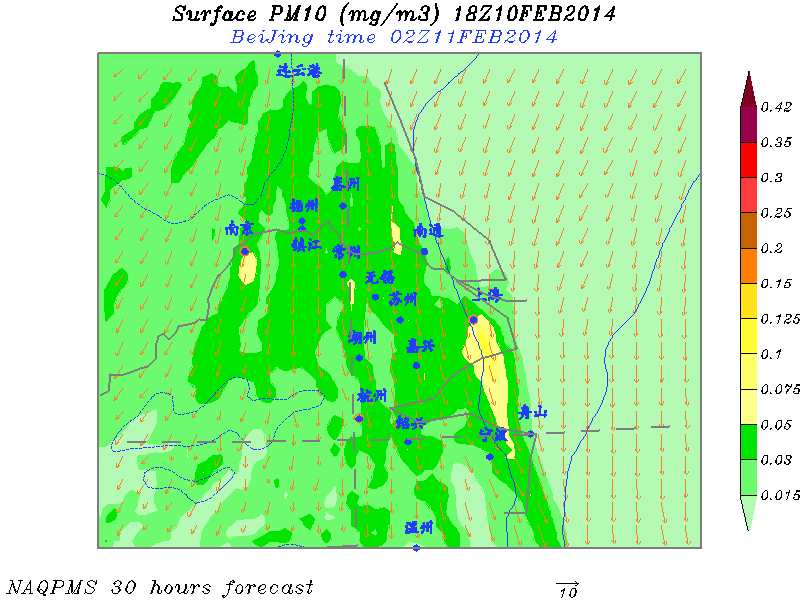 Surface PM10 (mg/m3) 18Z10FEB2014
BeiJing time 02Z11FEB2014
连云港
0.42
0.35
泰州
0.3
扬州
0.25
南京
南通
镇江
常州
0.2
无锡
0.15
苏州
上海
0.125
湖州
嘉兴
0.1
0.075
杭州
舟山
绍兴
0.05
宁波
0.03
0.015
温州
NAQPMS 30 hours forecast
10